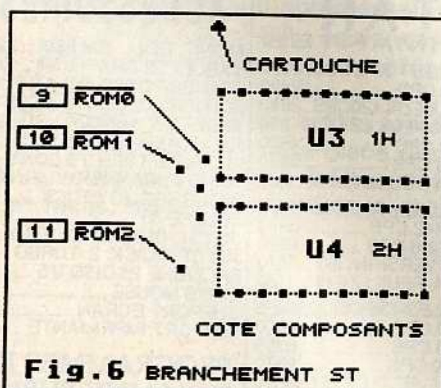 CARTOUCHE
9 ROM0
10 ROM1
11 ROM2
U3 1H
U4 2H
COTE COMPOSANTS
Fig.6 BRANCHEMENT ST